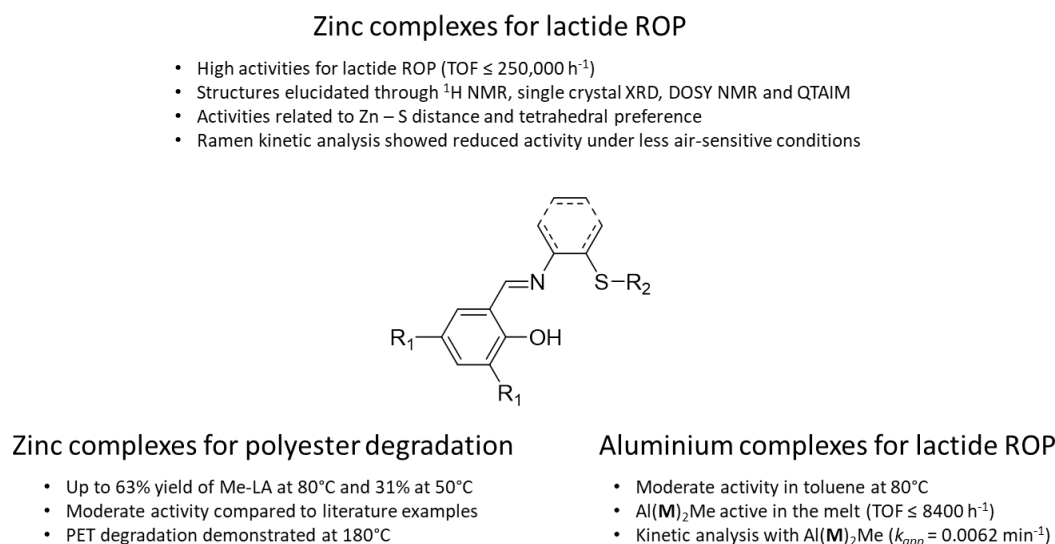 Zinc complexes for lactide ROP
• High activities for lactide ROP (TOF ≤ 250,000 h⁻¹)
• Structures elucidated through ¹H NMR, single crystal XRD, DOSY NMR and QTAIM
• Activities related to Zn – S distance and tetrahedral preference
• Ramen kinetic analysis showed reduced activity under less air-sensitive conditions
N
S–R₂
R₁
OH
R₁
Zinc complexes for polyester degradation
• Up to 63% yield of Me-LA at 80°C and 31% at 50°C
• Moderate activity compared to literature examples
• PET degradation demonstrated at 180°C
Aluminium complexes for lactide ROP
• Moderate activity in toluene at 80°C
• Al(M)₂Me active in the melt (TOF ≤ 8400 h⁻¹)
• Kinetic analysis with Al(M)₂Me (k_app = 0.0062 min⁻¹)